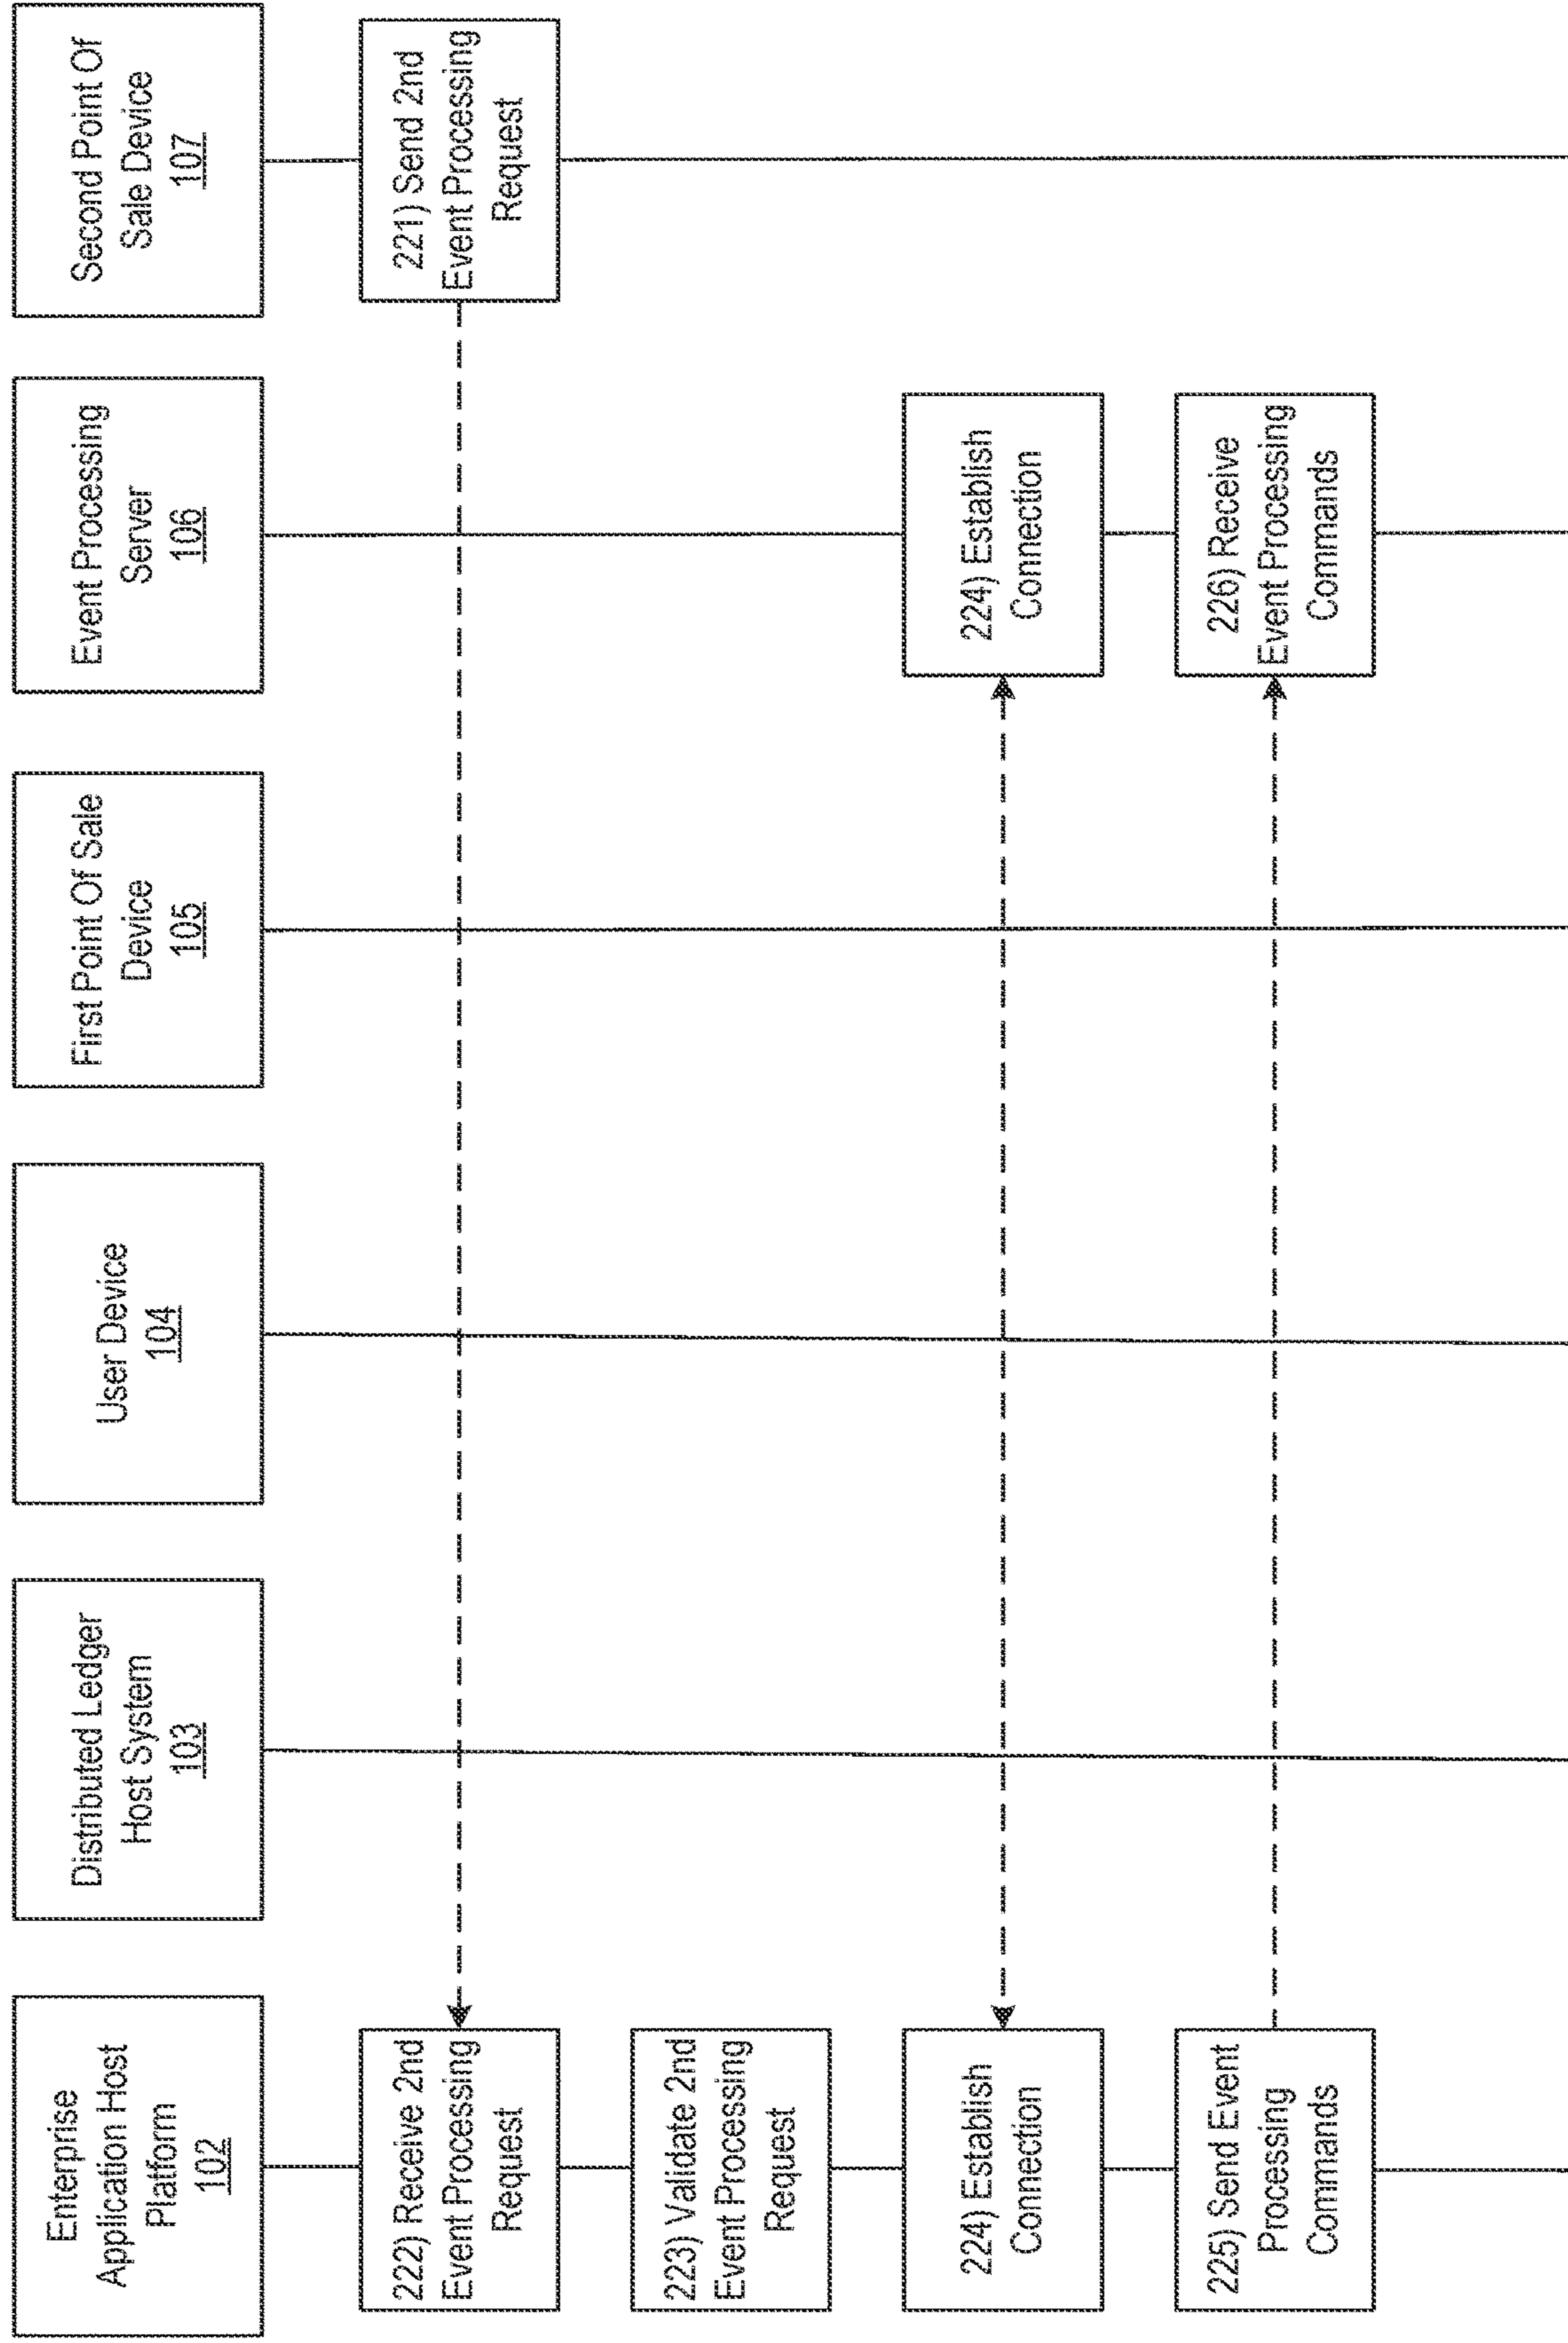 Enterprise
Application Host
Platform
102
Distributed Ledger
Host System
103
User Device
104
First Point Of Sale
Device
105
Event Processing
Server
106
Second Point Of
Sale Device
107
222) Receive 2nd
Event Processing
Request
221) Send 2nd
Event Processing
Request
223) Validate 2nd
Event Processing
Request
224) Establish
Connection
224) Establish
Connection
225) Send Event
Processing
Commands
226) Receive
Event Processing
Commands